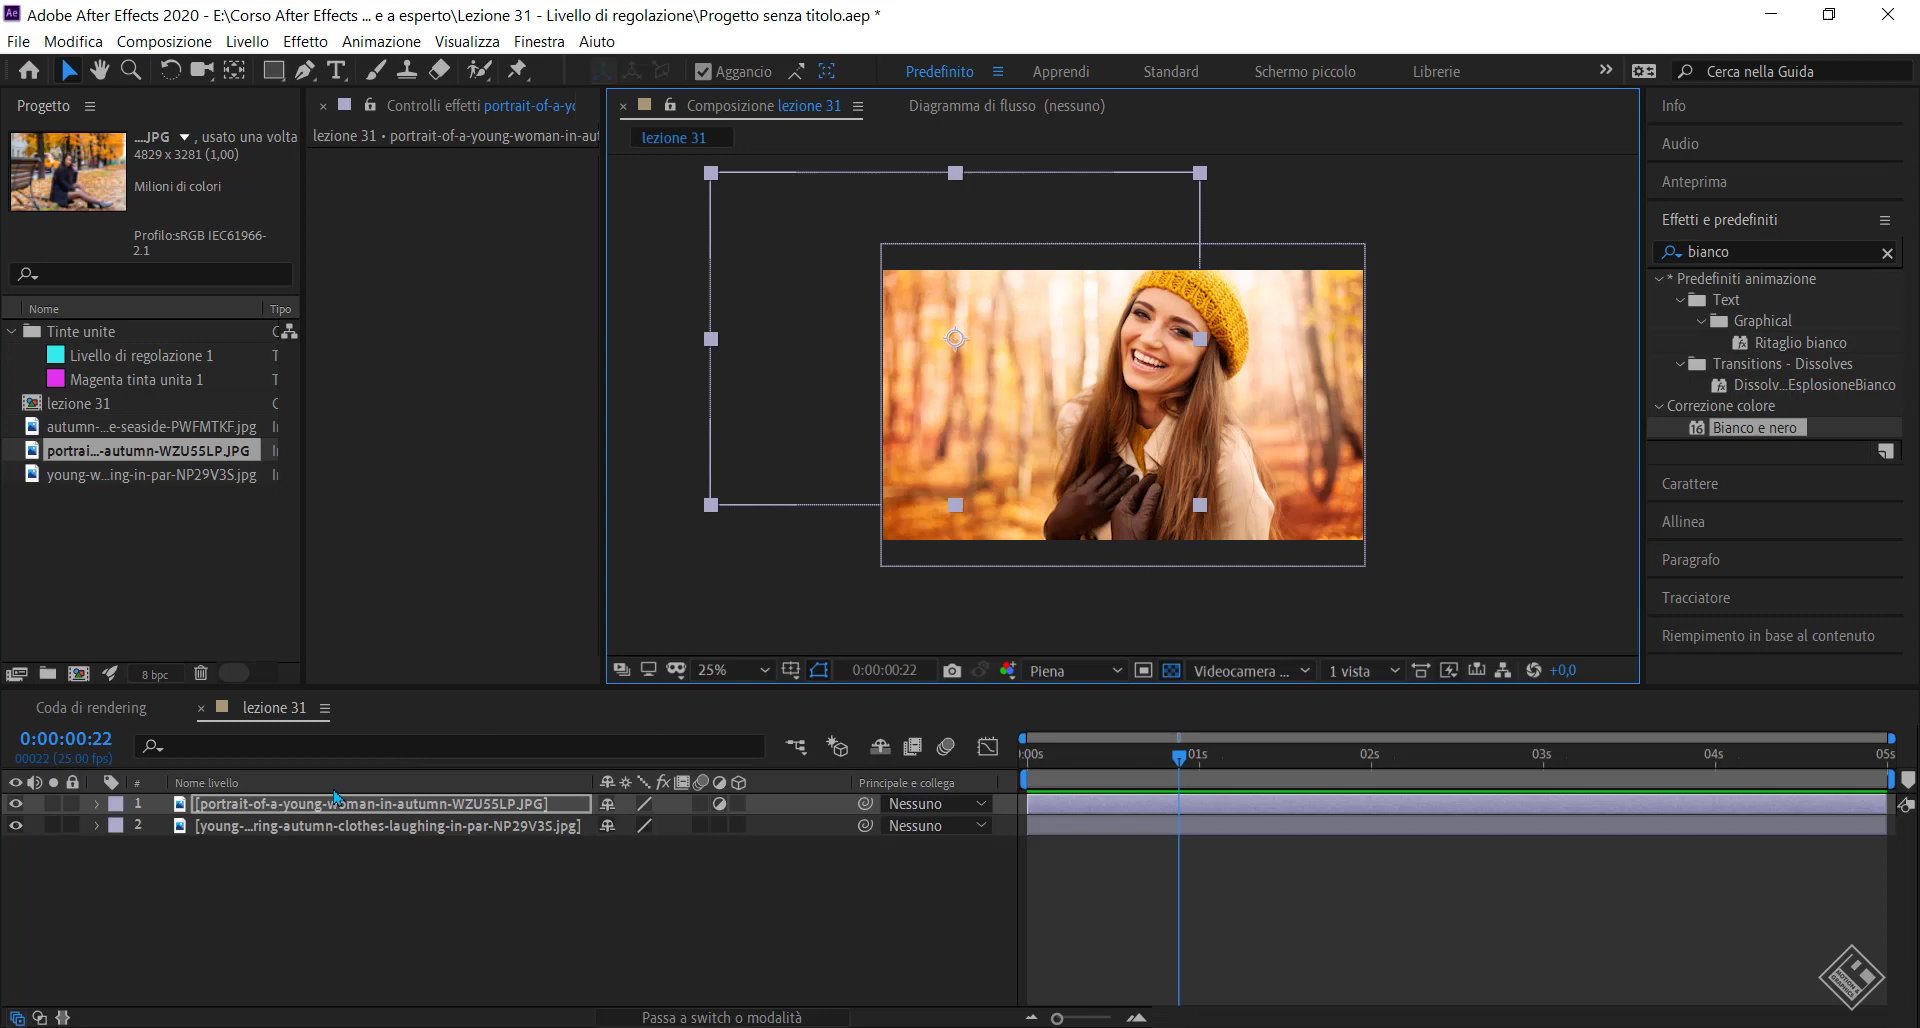 Adobe After Effects 2020 - E:\Corso After Effects ... e a esperto\Lezione 31 - Livello di regolazione\Progetto senza titolo.aep *
File Modifica Composizione Livello Effetto Animazione Visualizza Finestra Aiuto
Aggancio Predefinito Apprendi Standard Schermo piccolo Librerie Cerca nella Guida
Progetto
....JPG , usato una volta
4829 x 3281 (1,00)
Milioni di colori
Profilo:sRGB IEC61966-
2.1
Nome Tipo
Tinte unite
Livello di regolazione 1 T
Magenta tinta unita 1 T
lezione 31
autumn-...e-seaside-PWFMTKF.jpg
portrai...-autumn-WZU55LP.JPG
young-w...ing-in-par-NP29V3S.jpg
8 bpc
Controlli effetti portrait-of-a-yo
lezione 31 • portrait-of-a-young-woman-in-aut
Composizione lezione 31 Diagramma di flusso (nessuno)
lezione 31
25% 0:00:00:22 Piena Videocamera ... 1 vista +0,0
Info
Audio
Anteprima
Effetti e predefiniti
bianco
* Predefiniti animazione
Text
Graphical
Ritaglio bianco
Transitions - Dissolves
Dissolv...EsplosioneBianco
Correzione colore
16 Bianco e nero
Carattere
Allinea
Paragrafo
Tracciatore
Riempimento in base al contenuto
Coda di rendering lezione 31
0:00:00:22
00022 (25.00 fps)
:00s 01s 02s 03s 04s 05s
# Nome livello fx Principale e collega
1 [portrait-of-a-young-woman-in-autumn-WZU55LP.JPG] Nessuno
2 [young-...ring-autumn-clothes-laughing-in-par-NP29V3S.jpg] Nessuno
Passa a switch o modalità